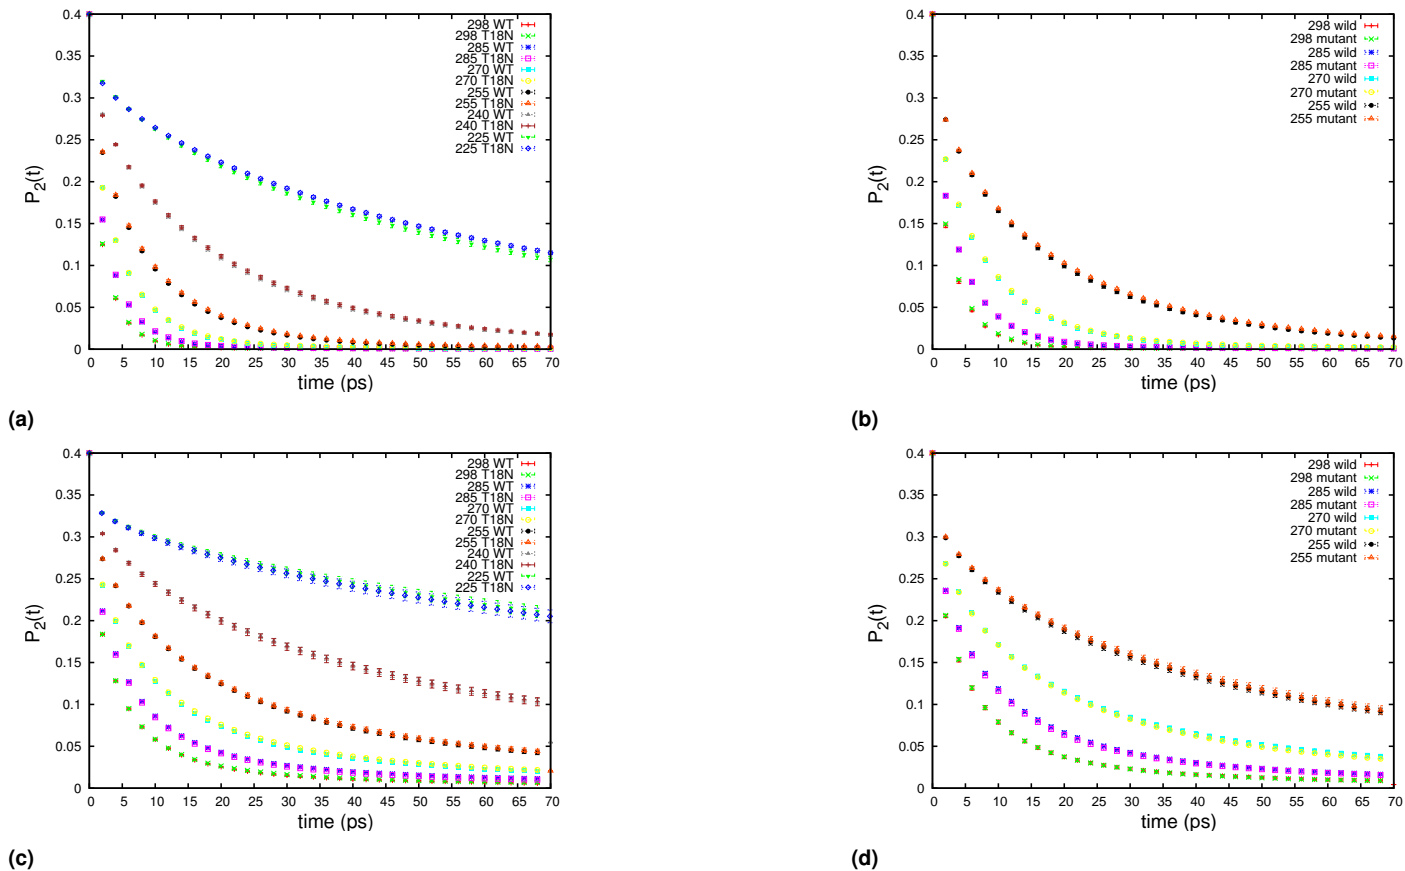 0.4
0.35
0.3
0.25
0.2
0.15
0.1
0.05
0
P2(t)
298 WT
298 T18N
285 WT
285 T18N
270 WT
270 T18N
255 WT
255 T18N
240 WT
240 T18N
225 WT
225 T18N
0 5 10 15 20 25 30 35 40 45 50 55 60 65 70
time (ps)
(a)
0.4
0.35
0.3
0.25
0.2
0.15
0.1
0.05
0
P2(t)
298 wild
298 mutant
285 wild
285 mutant
270 wild
270 mutant
255 wild
255 mutant
0 5 10 15 20 25 30 35 40 45 50 55 60 65 70
time (ps)
(b)
0.4
0.35
0.3
0.25
0.2
0.15
0.1
0.05
0
P2(t)
298 WT
298 T18N
285 WT
285 T18N
270 WT
270 T18N
255 WT
255 T18N
240 WT
240 T18N
225 WT
225 T18N
0 5 10 15 20 25 30 35 40 45 50 55 60 65 70
time (ps)
(c)
0.4
0.35
0.3
0.25
0.2
0.15
0.1
0.05
0
P2(t)
298 wild
298 mutant
285 wild
285 mutant
270 wild
270 mutant
255 wild
255 mutant
0 5 10 15 20 25 30 35 40 45 50 55 60 65 70
time (ps)
(d)